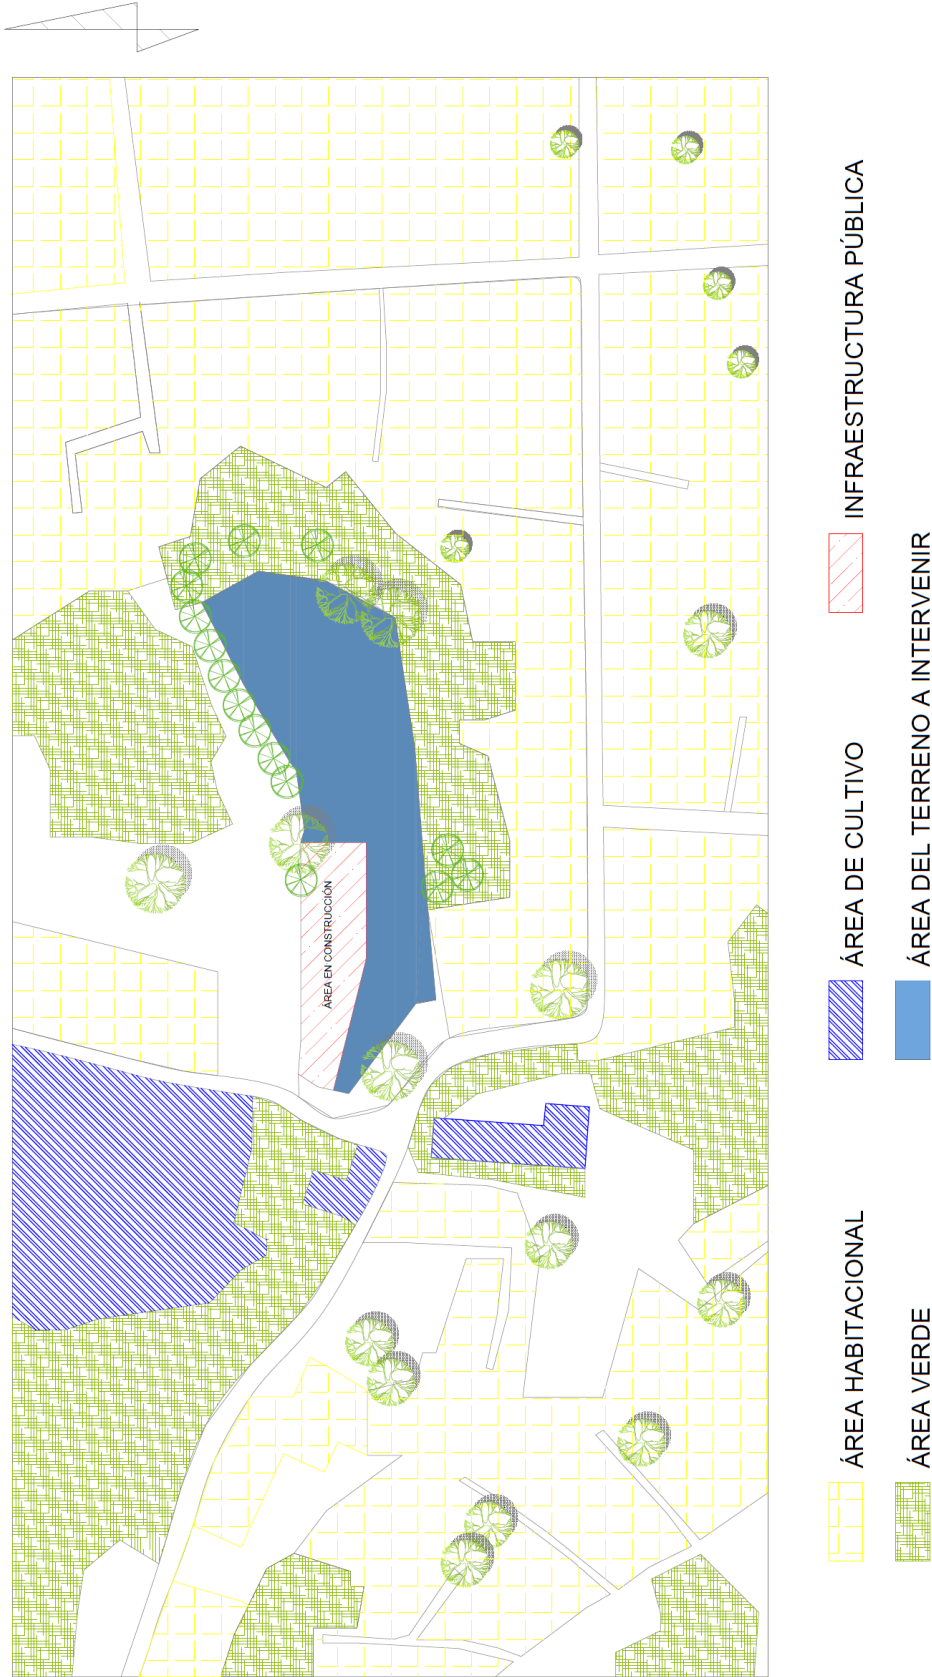 ÁREA EN CONSTRUCCIÓN
ÁREA HABITACIONAL
ÁREA DE CULTIVO
INFRAESTRUCTURA PÚBLICA
ÁREA VERDE
ÁREA DEL TERRENO A INTERVENIR